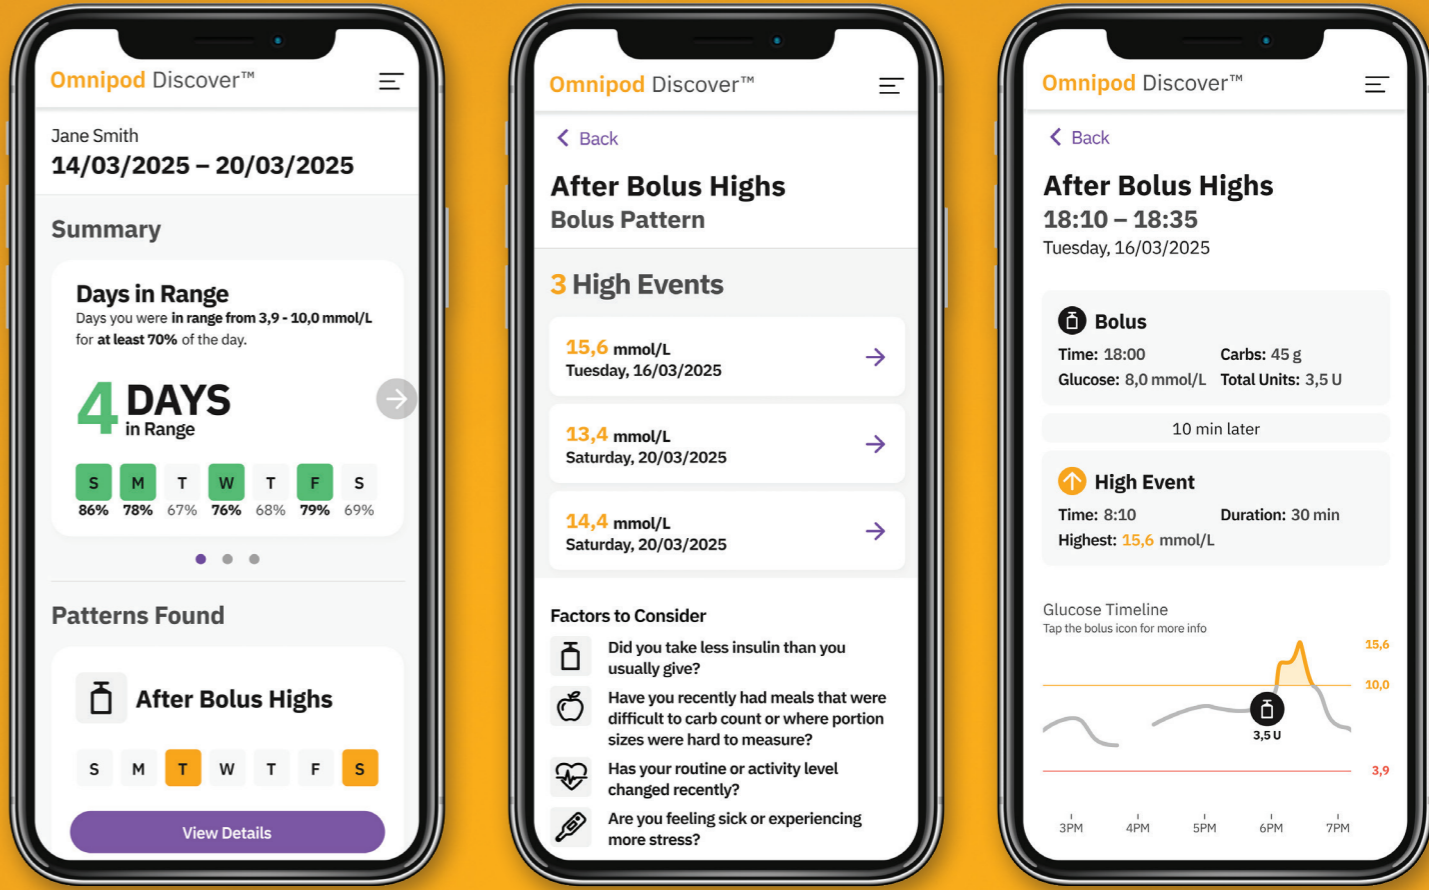 Omnipod Discover™
Jane Smith
14/03/2025 – 20/03/2025
Summary
Days in Range
Days you were in range from 3,9 - 10,0 mmol/L
for at least 70% of the day.
4 DAYS
in Range
S M T W T F S
86% 78% 67% 76% 68% 79% 69%
Patterns Found
After Bolus Highs
S M T W T F S
View Details
Omnipod Discover™
Back
After Bolus Highs
Bolus Pattern
3 High Events
15,6 mmol/L
Tuesday, 16/03/2025
13,4 mmol/L
Saturday, 20/03/2025
14,4 mmol/L
Saturday, 20/03/2025
Factors to Consider
Did you take less insulin than you
usually give?
Have you recently had meals that were
difficult to carb count or where portion
sizes were hard to measure?
Has your routine or activity level
changed recently?
Are you feeling sick or experiencing
more stress?
Omnipod Discover™
Back
After Bolus Highs
18:10 – 18:35
Tuesday, 16/03/2025
Bolus
Time: 18:00 Carbs: 45 g
Glucose: 8,0 mmol/L Total Units: 3,5 U
10 min later
High Event
Time: 8:10 Duration: 30 min
Highest: 15,6 mmol/L
Glucose Timeline
Tap the bolus icon for more info
15,6
10,0
3,5 U
3,9
3PM 4PM 5PM 6PM 7PM